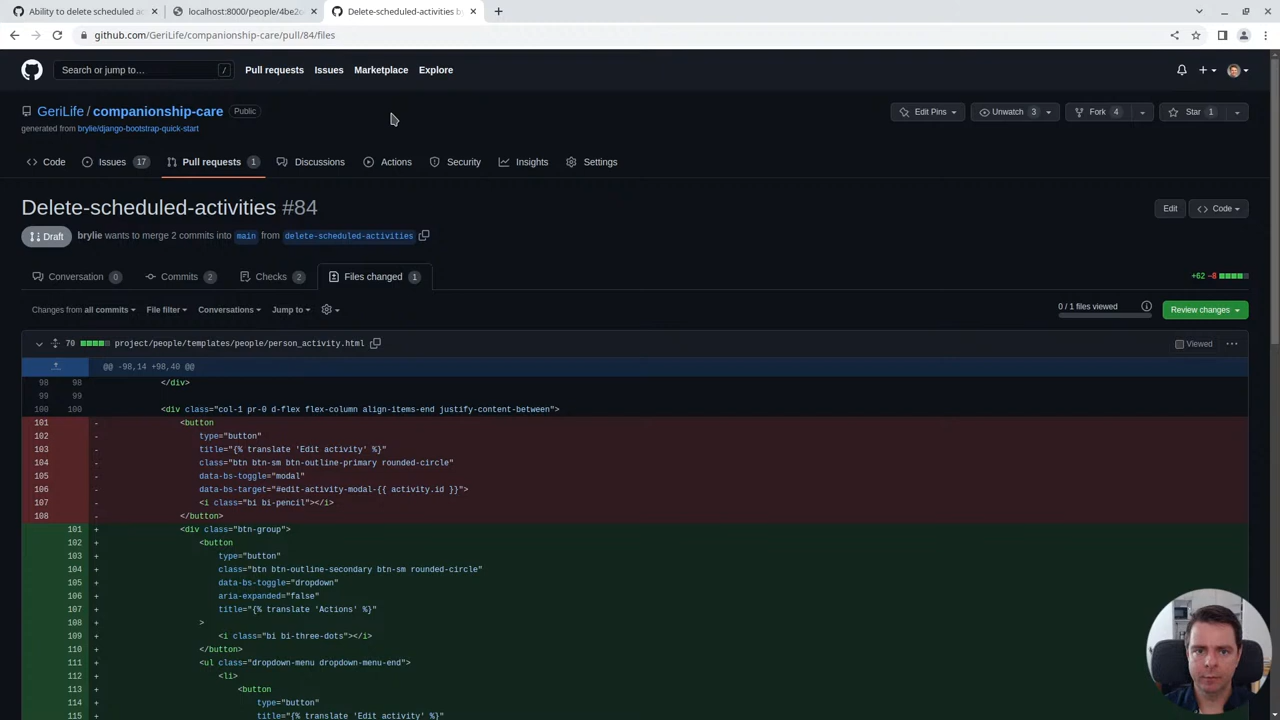 Ability to delete scheduled ac
localhost:8000/people/4be2
Delete-scheduled-activities b
github.com/GeriLife/companionship-care/pull/84/files
Search or jump to… /
Pull requests Issues Marketplace Explore
GeriLife / companionship-care Public
generated from brylie/django-bootstrap-quick-start
Edit Pins Unwatch 3 Fork 4 Star 1
Code Issues 17 Pull requests 1 Discussions Actions Security Insights Settings
Delete-scheduled-activities #84
Edit Code
Draft brylie wants to merge 2 commits into main from delete-scheduled-activities
Conversation 0 Commits 2 Checks 2 Files changed 1 +62 −8
Changes from all commits File filter Conversations Jump to
0 / 1 files viewed Review changes
70 project/people/templates/people/person_activity.html Viewed
@@ -98,14 +98,40 @@
98 98 </div>
99 99
100 100 <div class="col-1 pr-0 d-flex flex-column align-items-end justify-content-between">
101 - <button
102 - type="button"
103 - title="{% translate 'Edit activity' %}"
104 - class="btn btn-sm btn-outline-primary rounded-circle"
105 - data-bs-toggle="modal"
106 - data-bs-target="#edit-activity-modal-{{ activity.id }}">
107 - <i class="bi bi-pencil"></i>
108 - </button>
101 + <div class="btn-group">
102 + <button
103 + type="button"
104 + class="btn btn-outline-secondary btn-sm rounded-circle"
105 + data-bs-toggle="dropdown"
106 + aria-expanded="false"
107 + title="{% translate 'Actions' %}"
108 + >
109 + <i class="bi bi-three-dots"></i>
110 + </button>
111 + <ul class="dropdown-menu dropdown-menu-end">
112 + <li>
113 + <button
114 + type="button"
115 + title="{% translate 'Edit activity' %}"